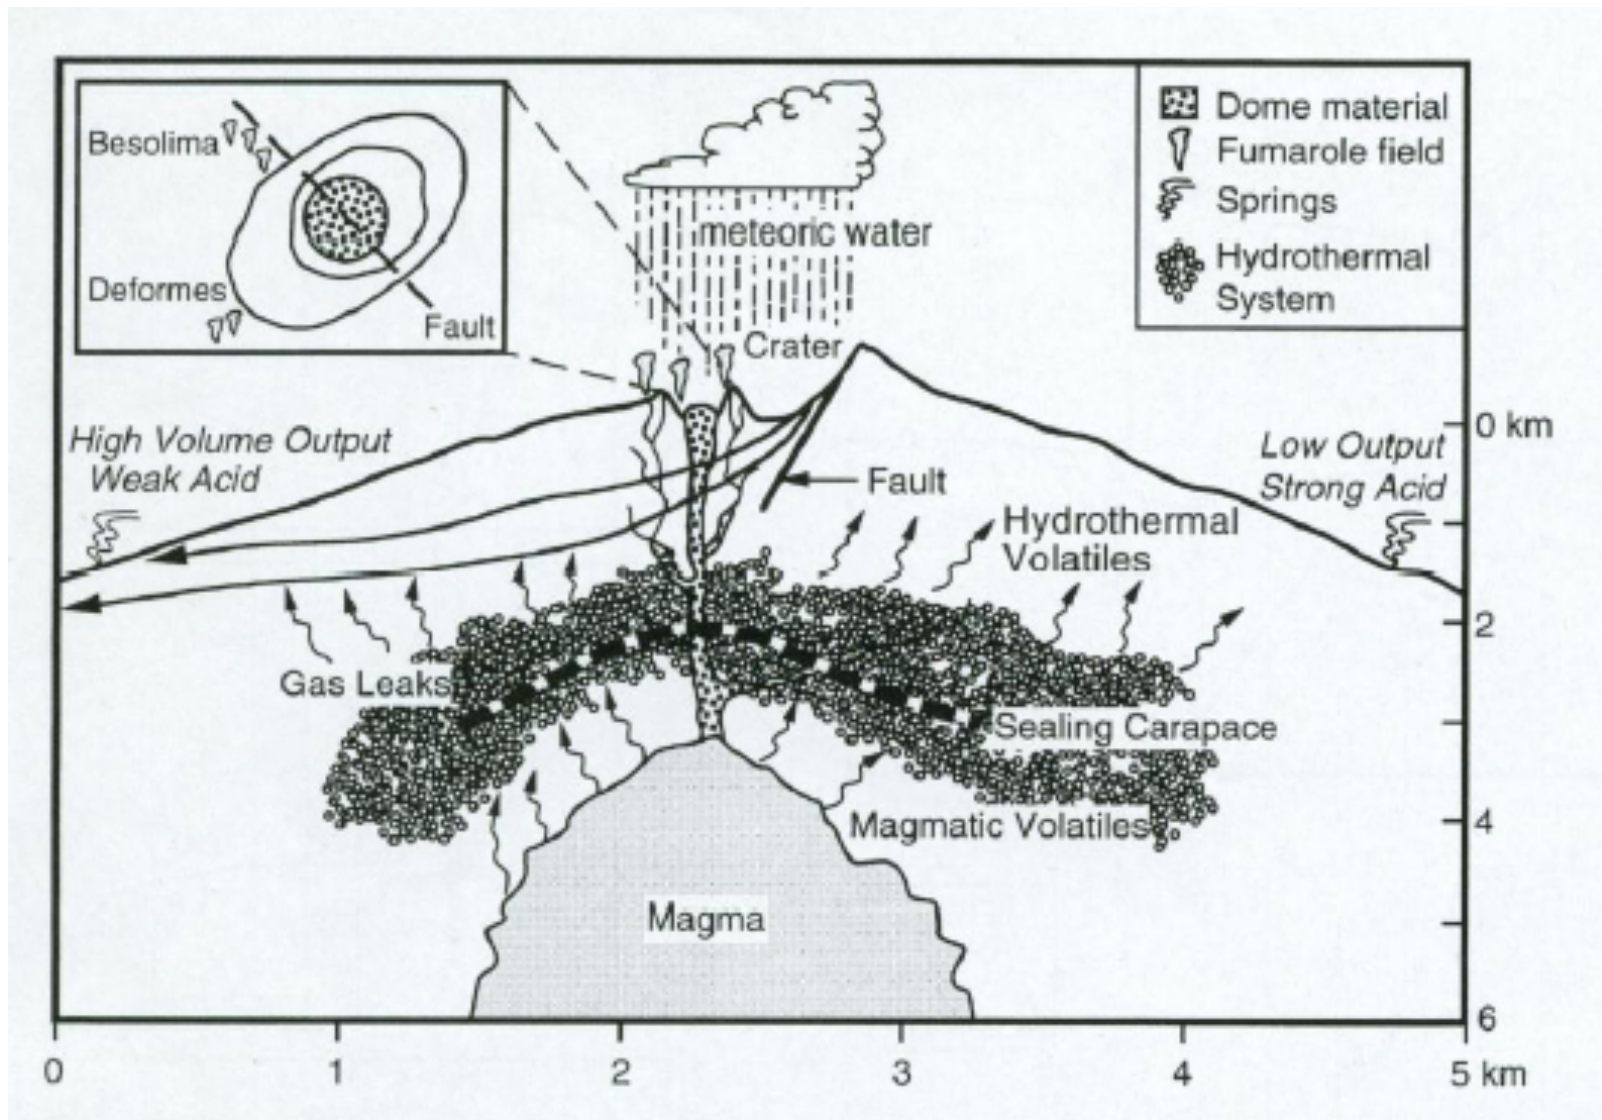 Besolima
Deformes
Fault
Dome material
Fumarole field
Springs
Hydrothermal
System
meteoric water
Crater
High Volume Output
Weak Acid
0 km
Low Output
Strong Acid
Fault
Hydrothermal
Volatiles
2
Gas Leaks
Sealing Carapace
Magmatic Volatiles
4
Magma
6
0
1
2
3
4
5 km